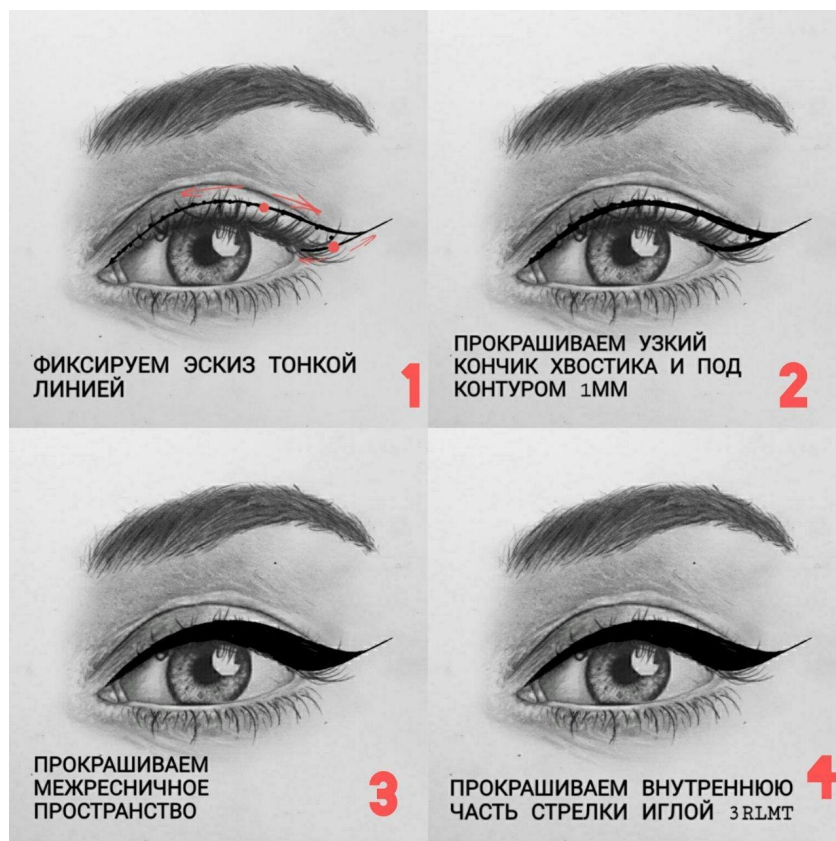 ФИКСИРУЕМ ЭСКИЗ ТОНКОЙ
ЛИНИЕЙ
1
ПРОКРАШИВАЕМ УЗКИЙ
КОНЧИК ХВОСТИКА И ПОД
КОНТУРОМ 1ММ
2
ПРОКРАШИВАЕМ
МЕЖРЕСНИЧНОЕ
ПРОСТРАНСТВО
3
ПРОКРАШИВАЕМ ВНУТРЕННЮЮ
ЧАСТЬ СТРЕЛКИ ИГЛОЙ 3RLMT
4